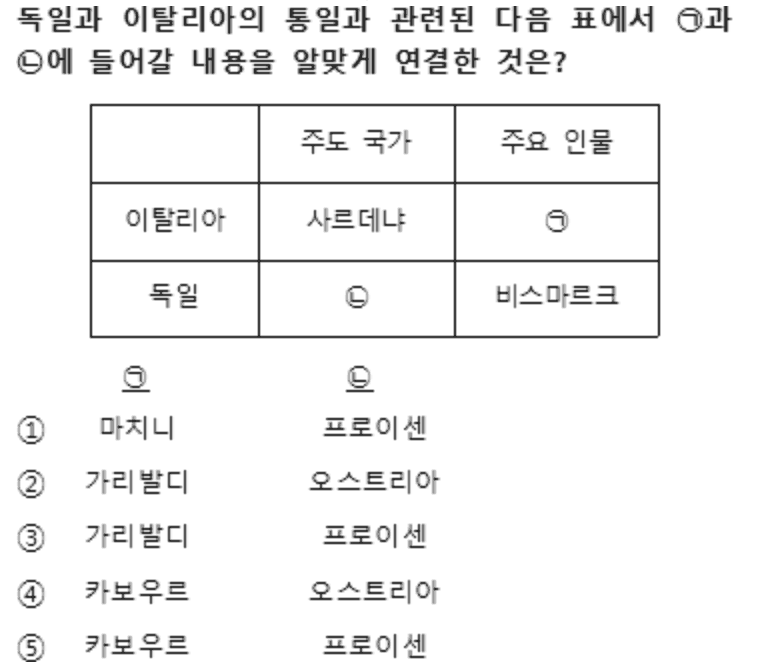 독일과 이탈리아의 통일과 관련된 다음 표에서 ㉠과
㉡에 들어갈 내용을 알맞게 연결한 것은?
주도 국가 주요 인물
이탈리아 사르데냐 ㉠
독일 ㉡ 비스마르크
㉠ ㉡
① 마치니 프로이센
② 가리발디 오스트리아
③ 가리발디 프로이센
④ 카보우르 오스트리아
⑤ 카보우르 프로이센